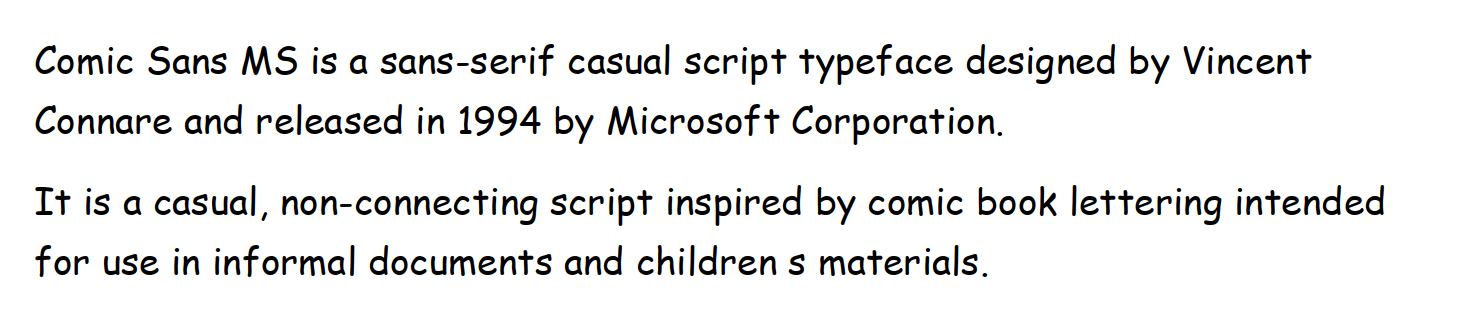 Comic Sans MS is a sans-serif casual script typeface designed by Vincent
Connare and released in 1994 by Microsoft Corporation.
It is a casual, non-connecting script inspired by comic book lettering intended
for use in informal documents and children s materials.